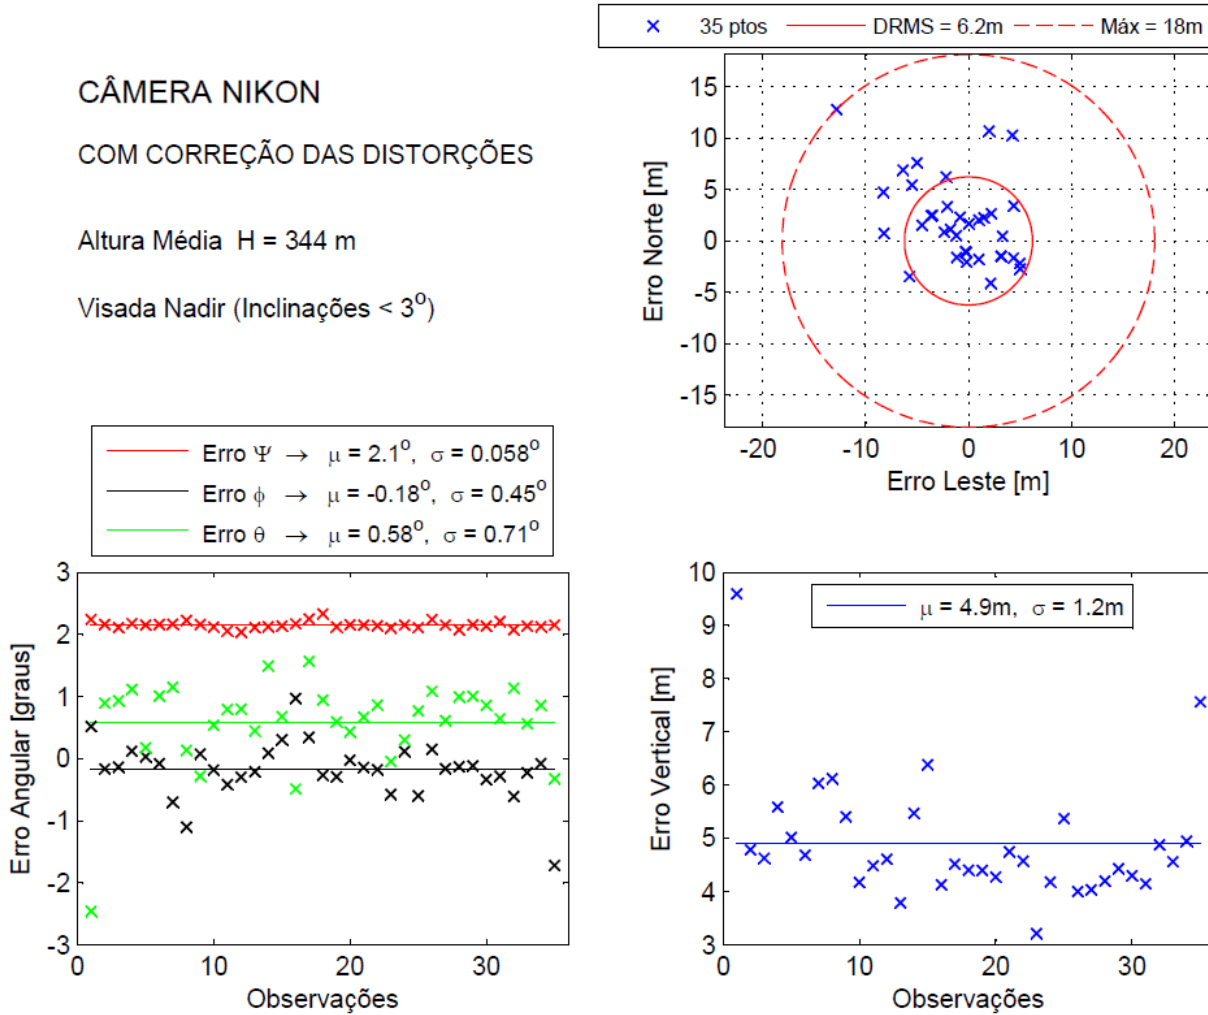 CÂMERA NIKON
COM CORREÇÃO DAS DISTORÇÕES
Altura Média H = 344 m
Visada Nadir (Inclinações < 3º)
35 ptos DRMS = 6.2m Máx = 18m
15
10
5
0
-5
-10
-15
Erro Norte [m]
-20 -10 0 10 20
Erro Leste [m]
Erro Ψ → μ = 2.1º, σ = 0.058º
Erro ϕ → μ = -0.18º, σ = 0.45º
Erro θ → μ = 0.58º, σ = 0.71º
3
2
1
0
-1
-2
-3
Erro Angular [graus]
0 10 20 30
Observações
μ = 4.9m, σ = 1.2m
10
9
8
7
6
5
4
3
Erro Vertical [m]
0 10 20 30
Observações